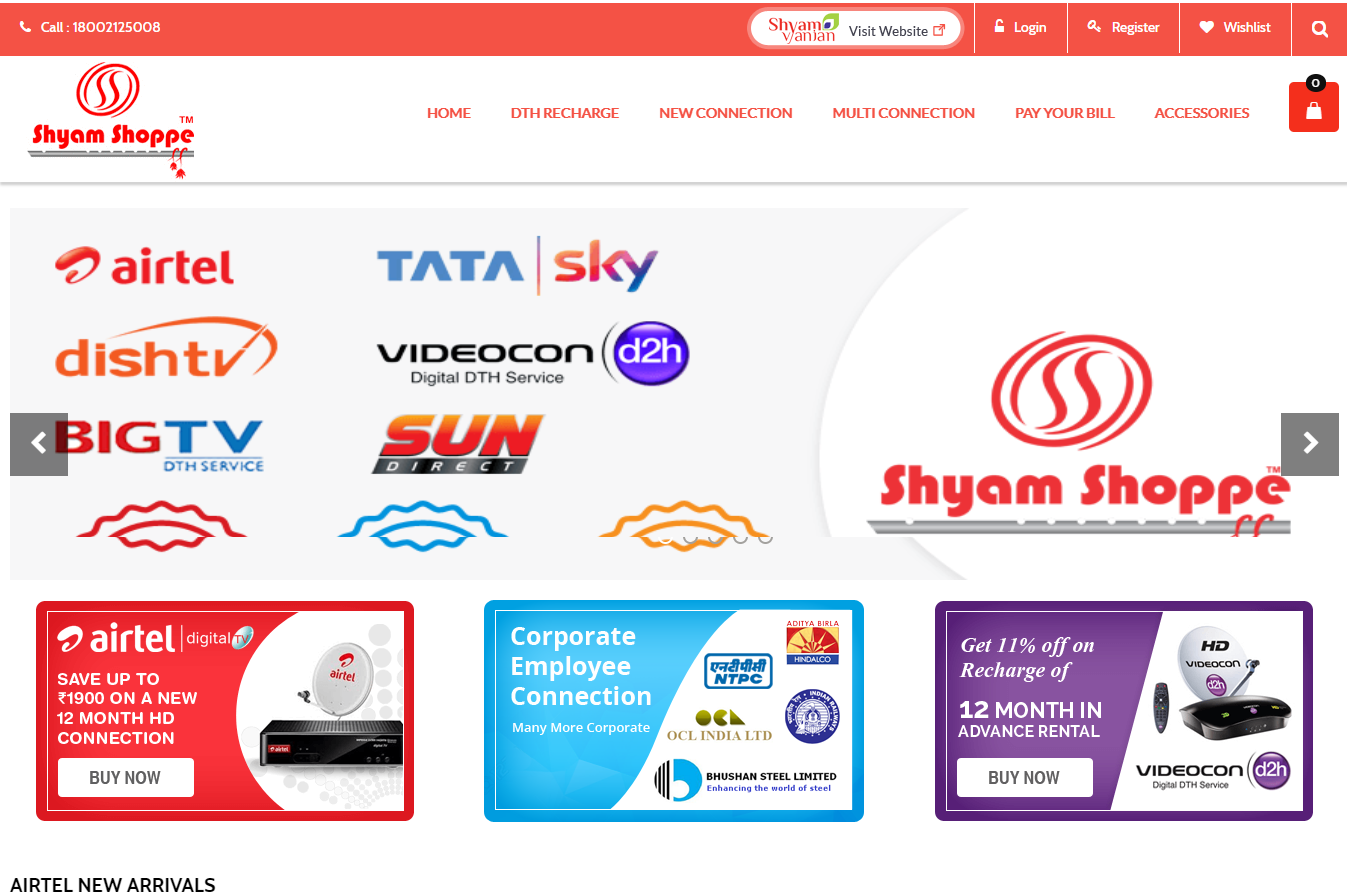 Call : 18002125008
Shyam Vanjan
Visit Website
Login
Register
Wishlist
0
TM
Shyam Shoppe
HOME
DTH RECHARGE
NEW CONNECTION
MULTI CONNECTION
PAY YOUR BILL
ACCESSORIES
airtel
TATA sky
dishtv
VIDEOCON d2h
Digital DTH Service
BIGTV
DTH SERVICE
SUN
DIRECT
TM
Shyam Shoppe
airtel digital TV
SAVE UP TO
₹1900 ON A NEW
12 MONTH HD
CONNECTION
BUY NOW
airtel
airtel
Corporate
Employee
Connection
Many More Corporate
ADITYA BIRLA
HINDALCO
एनटीपीसी
NTPC
INDIAN RAILWAYS
OCL
OCL INDIA LTD
BHUSHAN STEEL LIMITED
Enhancing the world of steel
Get 11% off on
Recharge of
12 MONTH IN
ADVANCE RENTAL
BUY NOW
HD
VIDEOCON
d2h
VIDEOCON d2h
Digital DTH Service
AIRTEL NEW ARRIVALS